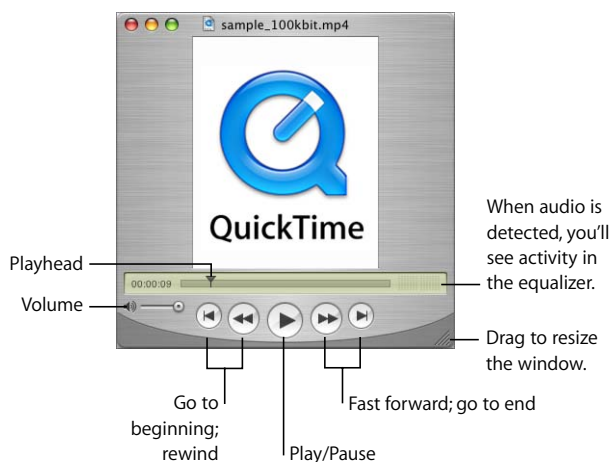 sample_100kbit.mp4
QuickTime
When audio is
detected, you'll
see activity in
the equalizer.
Playhead
00:00:09
Volume
Drag to resize
the window.
Go to
beginning;
rewind
Fast forward; go to end
Play/Pause